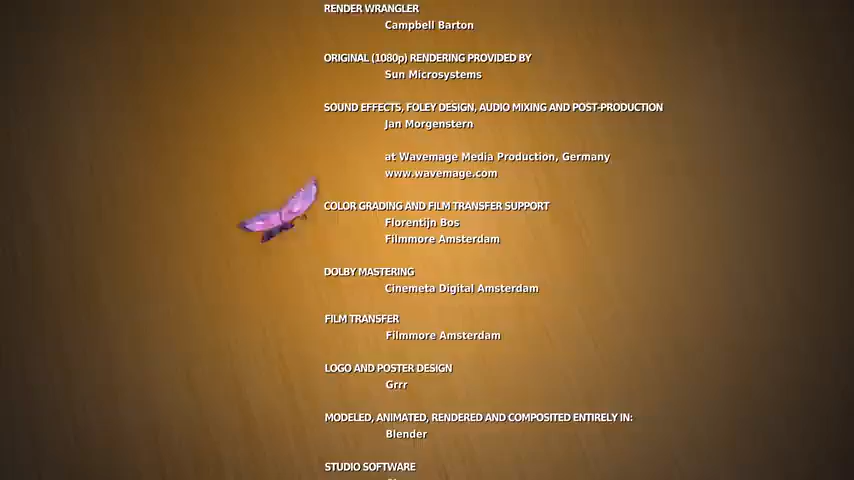 RENDER WRANGLER
Campbell Barton
ORIGINAL (1080p) RENDERING PROVIDED BY
Sun Microsystems
SOUND EFFECTS, FOLEY DESIGN, AUDIO MIXING AND POST-PRODUCTION
Jan Morgenstern
at Wavemage Media Production, Germany
www.wavemage.com
COLOR GRADING AND FILM TRANSFER SUPPORT
Florentijn Bos
Filmmore Amsterdam
DOLBY MASTERING
Cinemeta Digital Amsterdam
FILM TRANSFER
Filmmore Amsterdam
LOGO AND POSTER DESIGN
Grrr
MODELED, ANIMATED, RENDERED AND COMPOSITED ENTIRELY IN:
Blender
STUDIO SOFTWARE